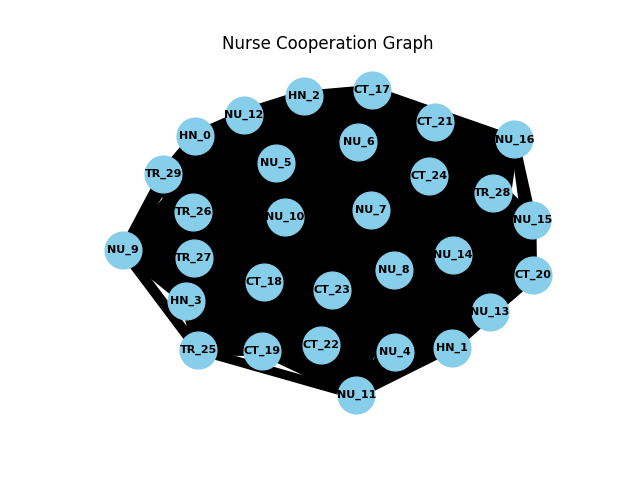 Nurse Cooperation Graph
CT_17
HN_2
NU_12
CT_21
HN_0
NU_16
NU_6
NU_5
TR_29
CT_24
TR_28
NU_7
TR_26
NU_10
NU_15
NU_9
NU_14
TR_27
NU_8
CT_20
CT_18
CT_23
HN_3
NU_13
CT_22
HN_1
TR_25
CT_19
NU_4
NU_11